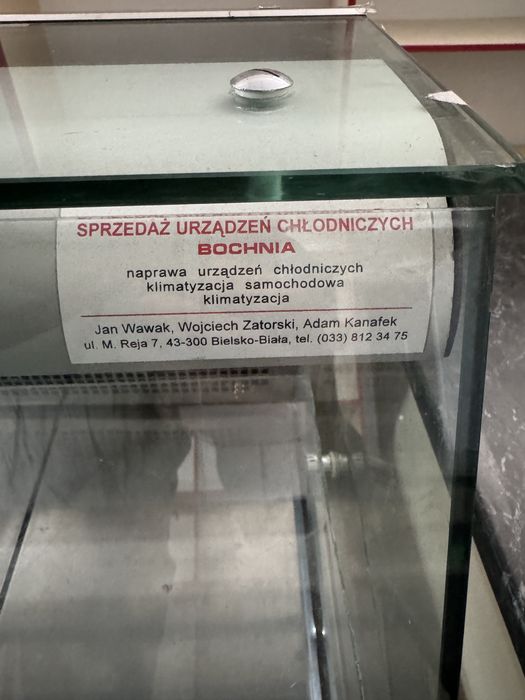 SPRZEDAŻ URZĄDZEŃ CHŁODNICZYCH
BOCHNIA
naprawa urządzeń chłodniczych
klimatyzacja samochodowa
klimatyzacja
Jan Wawak, Wojciech Zatorski, Adam Kanafek
ul. M. Reja 7, 43-300 Bielsko-Biała, tel. (033) 812 34 75